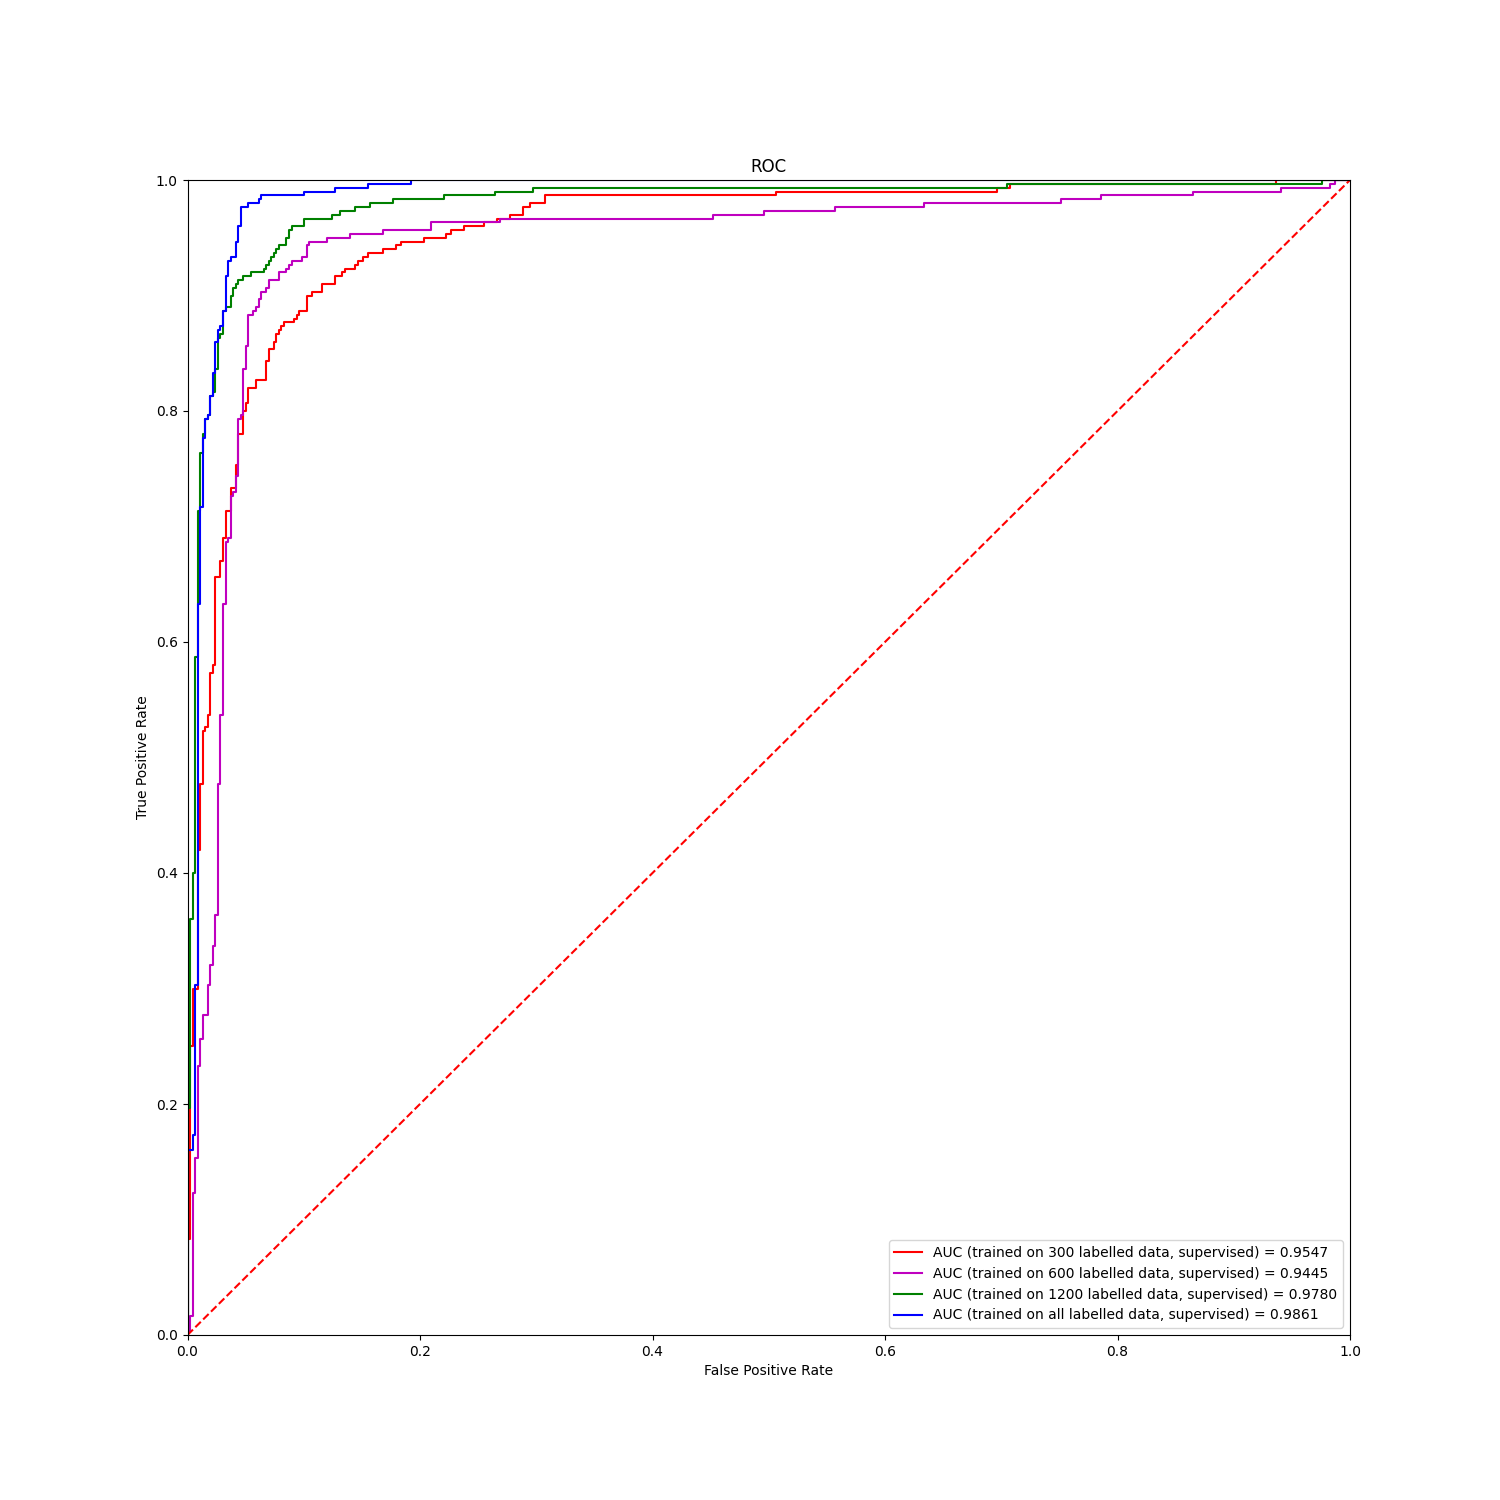 ROC
1.0
0.8
0.6
0.4
0.2
0.0
True Positive Rate
0.0 0.2 0.4 0.6 0.8 1.0
False Positive Rate
AUC (trained on 300 labelled data, supervised) = 0.9547
AUC (trained on 600 labelled data, supervised) = 0.9445
AUC (trained on 1200 labelled data, supervised) = 0.9780
AUC (trained on all labelled data, supervised) = 0.9861